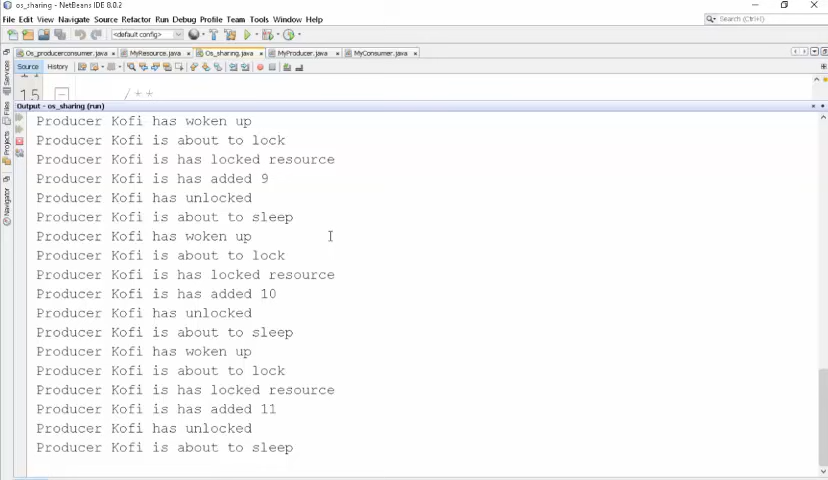 os_sharing - NetBeans IDE 8.0.2
File Edit View Navigate Source Refactor Run Debug Profile Team Tools Window Help
Search (Ctrl+I)
<default config>
Os_producerconsumer.java MyResource.java Os_sharing.java MyProducer.java MyConsumer.java
Source History
15 /**
Output - os_sharing (run)
Services
Files
Projects
Navigator
Producer Kofi has woken up
Producer Kofi is about to lock
Producer Kofi is has locked resource
Producer Kofi is has added 9
Producer Kofi has unlocked
Producer Kofi is about to sleep
Producer Kofi has woken up
Producer Kofi is about to lock
Producer Kofi is has locked resource
Producer Kofi is has added 10
Producer Kofi has unlocked
Producer Kofi is about to sleep
Producer Kofi has woken up
Producer Kofi is about to lock
Producer Kofi is has locked resource
Producer Kofi is has added 11
Producer Kofi has unlocked
Producer Kofi is about to sleep